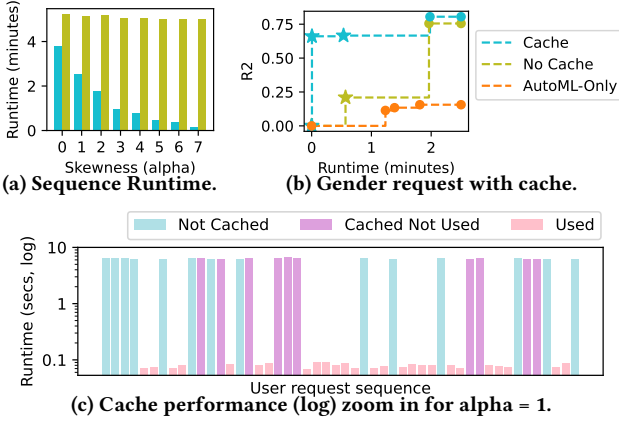 Runtime (minutes)
4
2
0
0 1 2 3 4 5 6 7
Skewness (alpha)
(a) Sequence Runtime.
R2
0.75
0.50
0.25
0.00
0 1 2
Runtime (minutes)
Cache
No Cache
AutoML-Only
(b) Gender request with cache.
Not Cached Cached Not Used Used
Runtime (secs, log)
10
1
0.1
User request sequence
(c) Cache performance (log) zoom in for alpha = 1.